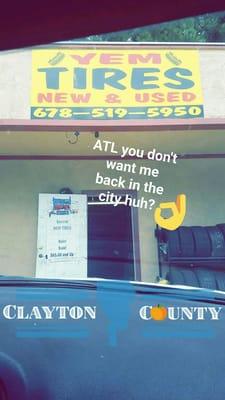 YEM
TIRES
NEW & USED
678-519-5950
ATL you don't
want me
back in the
city huh?
CLAYTON COUNTY